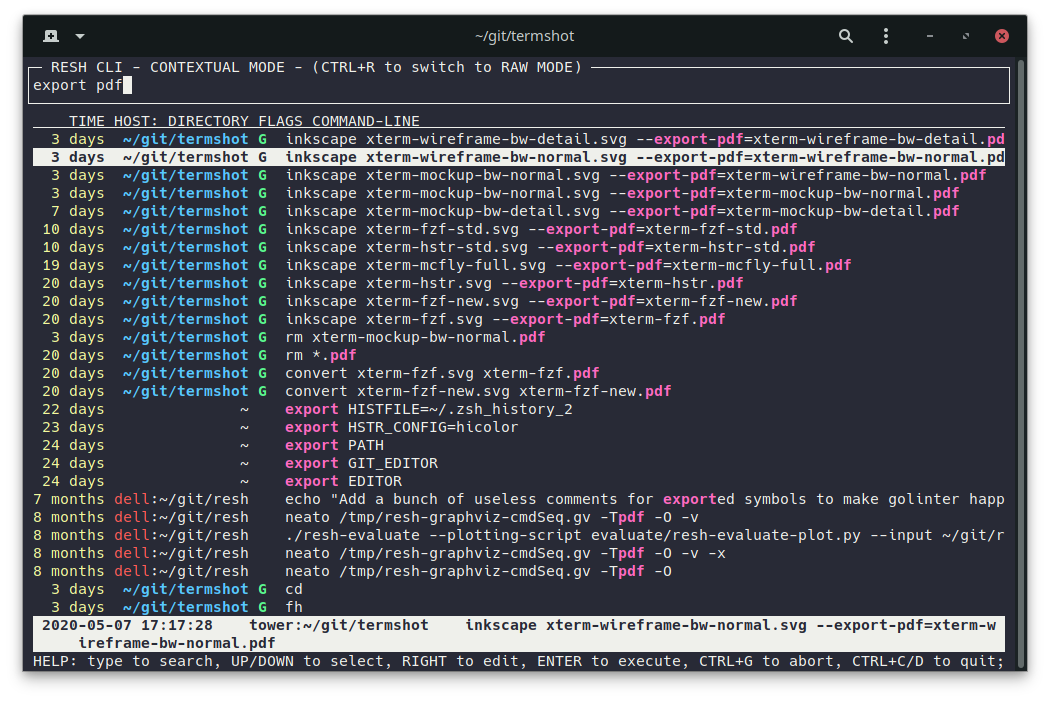 ~/git/termshot
RESH CLI - CONTEXTUAL MODE - (CTRL+R to switch to RAW MODE)
export pdf
TIME HOST: DIRECTORY FLAGS COMMAND-LINE
3 days ~/git/termshot G inkscape xterm-wireframe-bw-detail.svg --export-pdf=xterm-wireframe-bw-detail.pd
3 days ~/git/termshot G inkscape xterm-wireframe-bw-normal.svg --export-pdf=xterm-wireframe-bw-normal.pd
3 days ~/git/termshot G inkscape xterm-mockup-bw-normal.svg --export-pdf=xterm-wireframe-bw-normal.pdf
3 days ~/git/termshot G inkscape xterm-mockup-bw-normal.svg --export-pdf=xterm-mockup-bw-normal.pdf
7 days ~/git/termshot G inkscape xterm-mockup-bw-detail.svg --export-pdf=xterm-mockup-bw-detail.pdf
10 days ~/git/termshot G inkscape xterm-fzf-std.svg --export-pdf=xterm-fzf-std.pdf
10 days ~/git/termshot G inkscape xterm-hstr-std.svg --export-pdf=xterm-hstr-std.pdf
19 days ~/git/termshot G inkscape xterm-mcfly-full.svg --export-pdf=xterm-mcfly-full.pdf
20 days ~/git/termshot G inkscape xterm-hstr.svg --export-pdf=xterm-hstr.pdf
20 days ~/git/termshot G inkscape xterm-fzf-new.svg --export-pdf=xterm-fzf-new.pdf
20 days ~/git/termshot G inkscape xterm-fzf.svg --export-pdf=xterm-fzf.pdf
3 days ~/git/termshot G rm xterm-mockup-bw-normal.pdf
20 days ~/git/termshot G rm *.pdf
20 days ~/git/termshot G convert xterm-fzf.svg xterm-fzf.pdf
20 days ~/git/termshot G convert xterm-fzf-new.svg xterm-fzf-new.pdf
22 days ~ export HISTFILE=~/.zsh_history_2
23 days ~ export HSTR_CONFIG=hicolor
24 days ~ export PATH
24 days ~ export GIT_EDITOR
24 days ~ export EDITOR
7 months dell:~/git/resh echo "Add a bunch of useless comments for exported symbols to make golinter happ
8 months dell:~/git/resh neato /tmp/resh-graphviz-cmdSeq.gv -Tpdf -O -v
8 months dell:~/git/resh ./resh-evaluate --plotting-script evaluate/resh-evaluate-plot.py --input ~/git/r
8 months dell:~/git/resh neato /tmp/resh-graphviz-cmdSeq.gv -Tpdf -O -v -x
8 months dell:~/git/resh neato /tmp/resh-graphviz-cmdSeq.gv -Tpdf -O
3 days ~/git/termshot G cd
3 days ~/git/termshot G fh
2020-05-07 17:17:28 tower:~/git/termshot inkscape xterm-wireframe-bw-normal.svg --export-pdf=xterm-w
ireframe-bw-normal.pdf
HELP: type to search, UP/DOWN to select, RIGHT to edit, ENTER to execute, CTRL+G to abort, CTRL+C/D to quit;